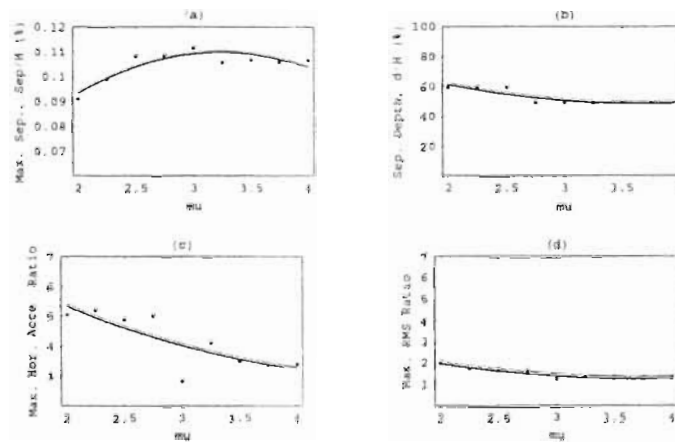 (a)
0.12
0.11
0.1
0.09
0.08
0.07
Max. Sep., Sep/H (%)
2 2.5 3 3.5 4
mu
(b)
100
80
60
40
20
Sep. Depth, d/H (%)
2 2.5 3 3.5
mu
(c)
7
6
5
4
3
Max. Hor. Acce. Ratio
2 2.5 3 3.5 4
mu
(d)
7
6
5
4
3
2
1
Max. RMS Ratio
2 2.5 3 3.5
mu